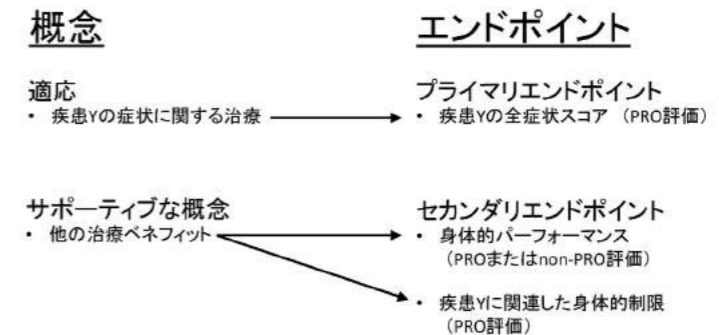 概念
エンドポイント
適応
・ 疾患Yの症状に関する治療
プライマリエンドポイント
・ 疾患Yの全症状スコア （PRO評価）
サポーティブな概念
・ 他の治療ベネフィット
セカンダリエンドポイント
・ 身体的パーフォーマンス
（PROまたはnon-PRO評価）
・ 疾患Yに関連した身体的制限
（PRO評価）